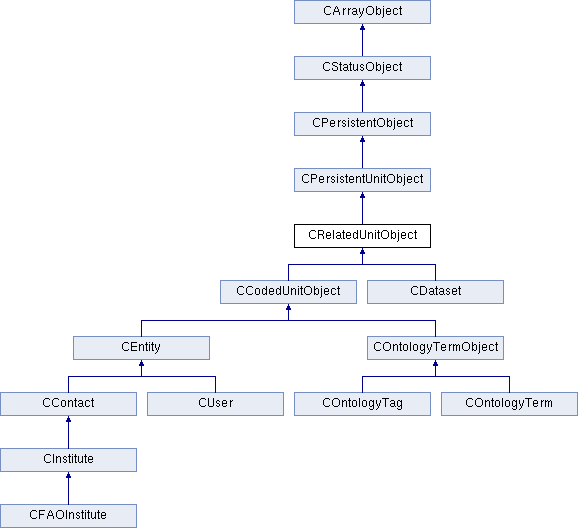 CArrayObject
CStatusObject
CPersistentObject
CPersistentUnitObject
CRelatedUnitObject
CCodedUnitObject
CDataset
CEntity
COntologyTermObject
CContact
CUser
COntologyTag
COntologyTerm
CInstitute
CFAOInstitute